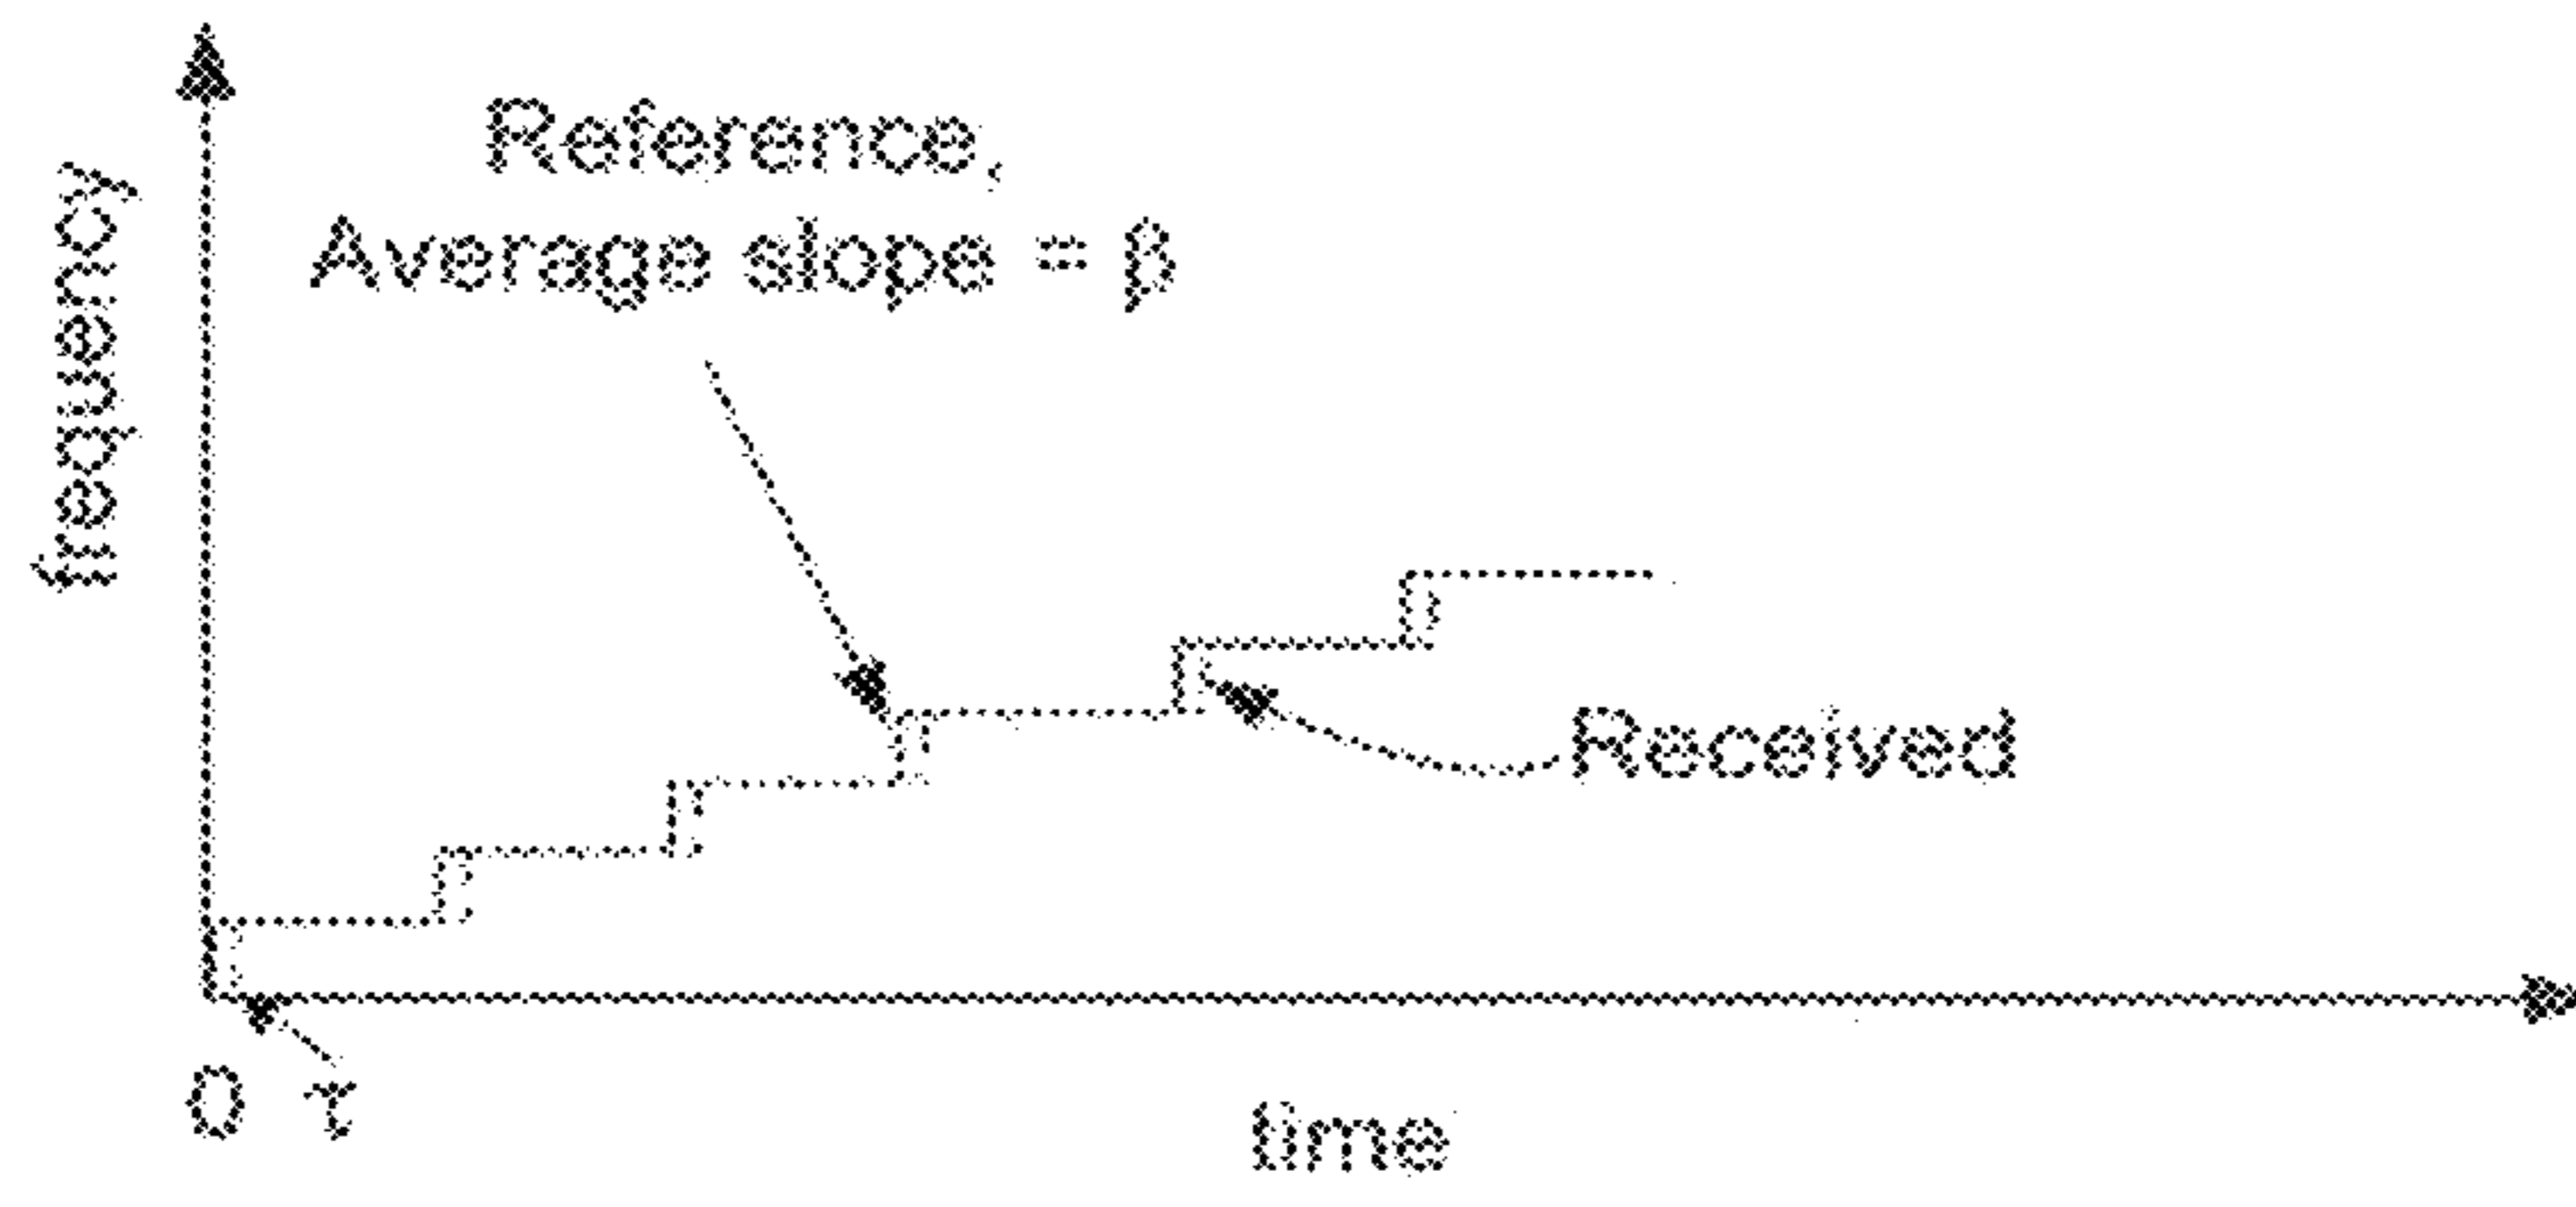 frequency
Reference,
Average slope = β
Received
0 τ
time